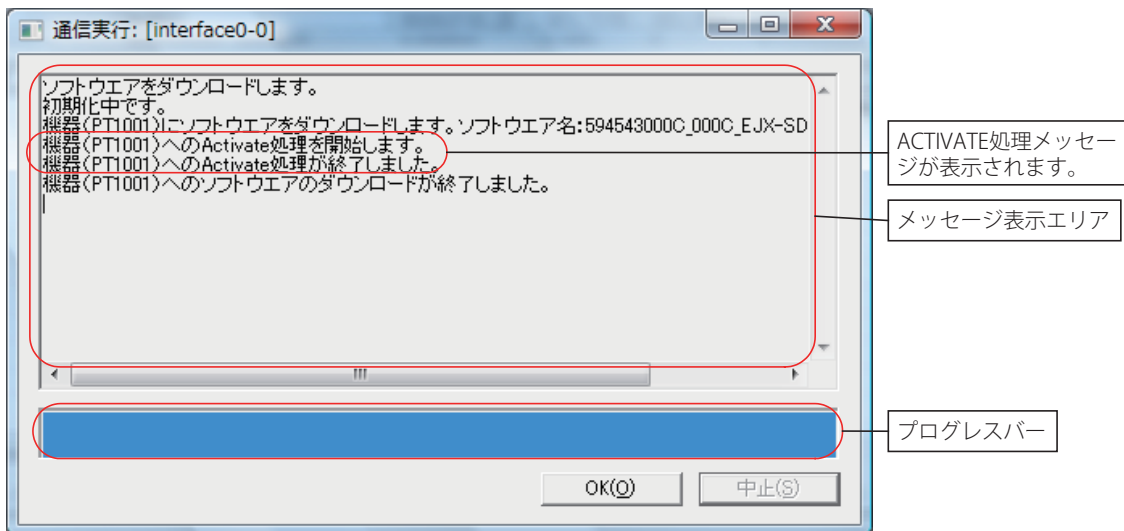 通信実行: [interface0-0]
ソフトウエアをダウンロードします。
初期化中です。
機器(PT1001)にソフトウエアをダウンロードします。ソフトウエア名:594543000C_000C_EJX-SD
機器(PT1001)へのActivate処理を開始します。
機器(PT1001)へのActivate処理が終了しました。
機器(PT1001)へのソフトウエアのダウンロードが終了しました。
ACTIVATE処理メッセー
ジが表示されます。
メッセージ表示エリア
プログレスバー
OK(O)
中止(S)